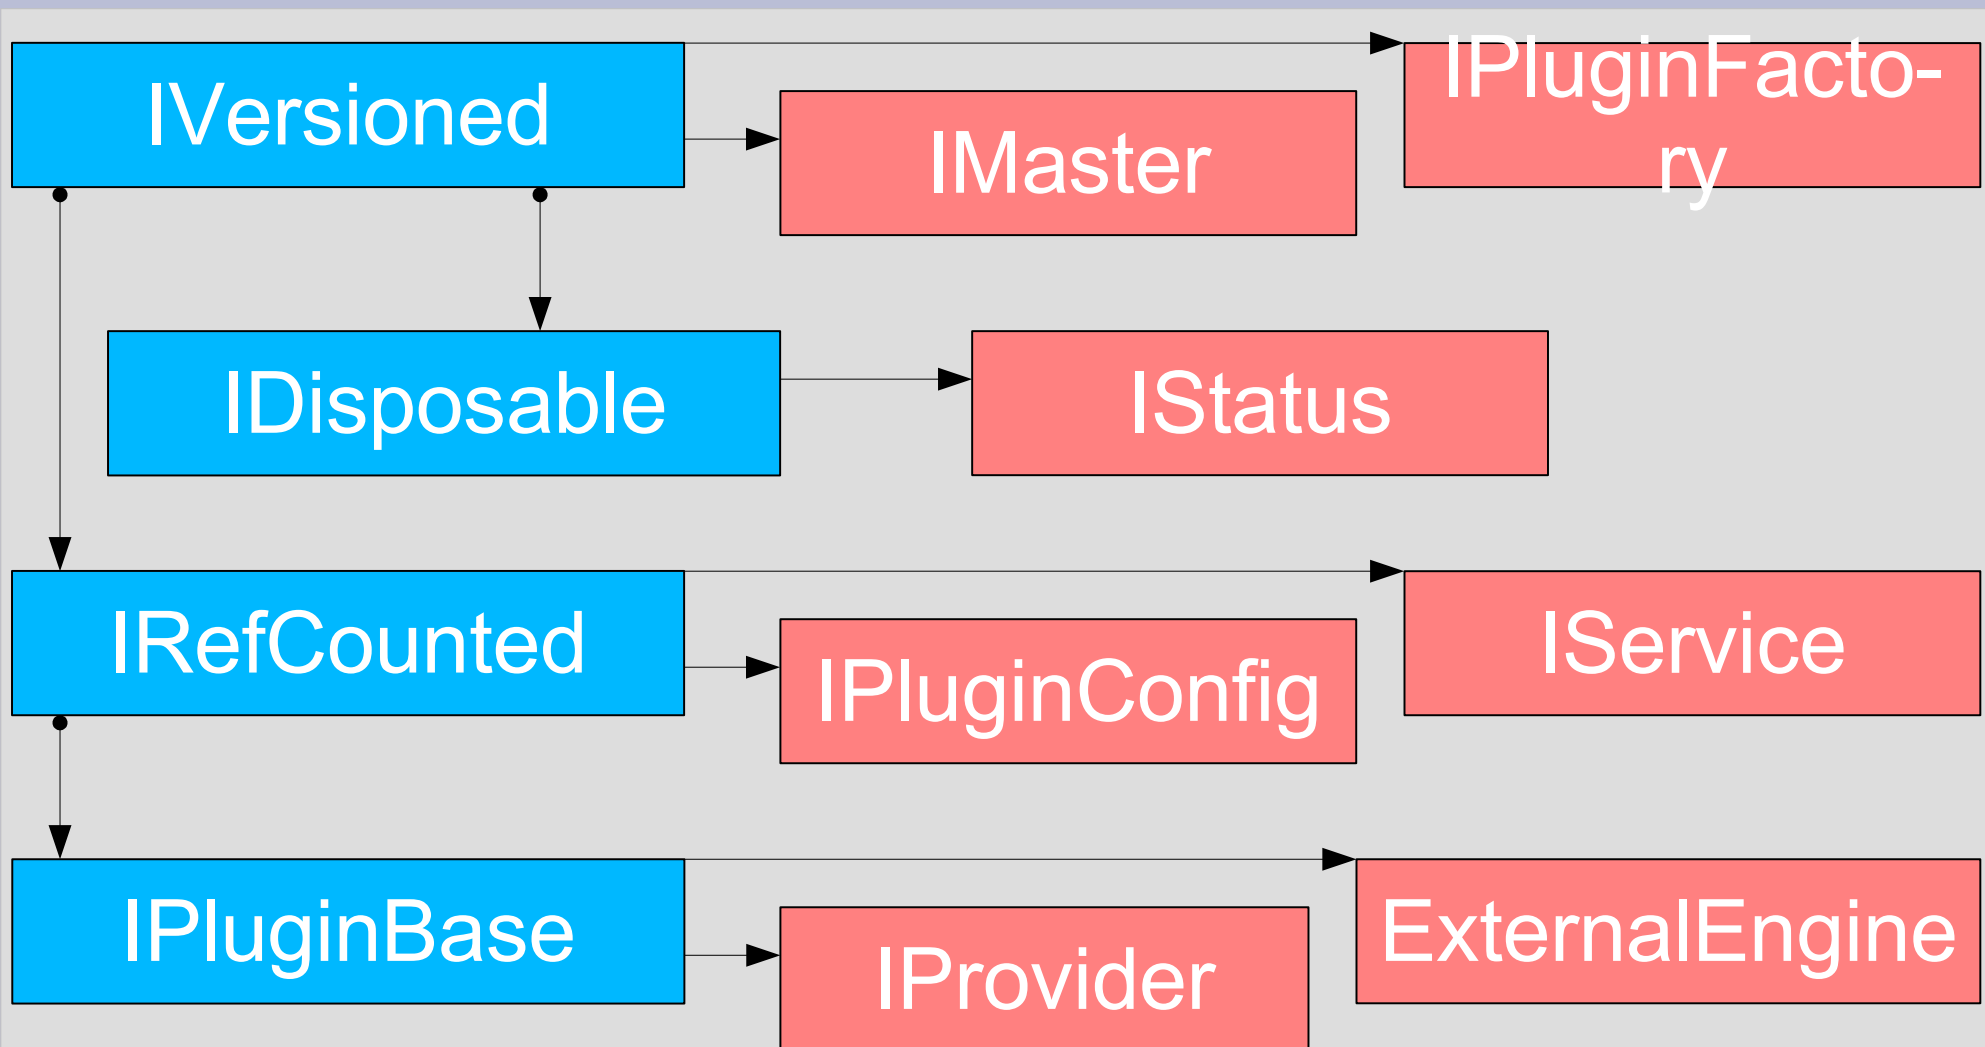 IVersioned
IPluginFacto-
ry
IMaster
IDisposable
IStatus
IRefCounted
IService
IPluginConfig
IPluginBase
ExternalEngine
IProvider